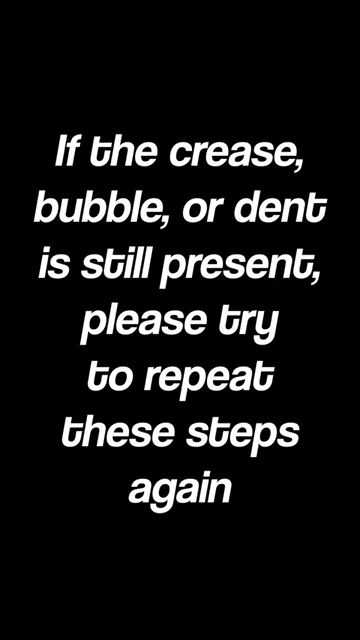 If the crease,
bubble, or dent
is still present,
please try
to repeat
these steps
again